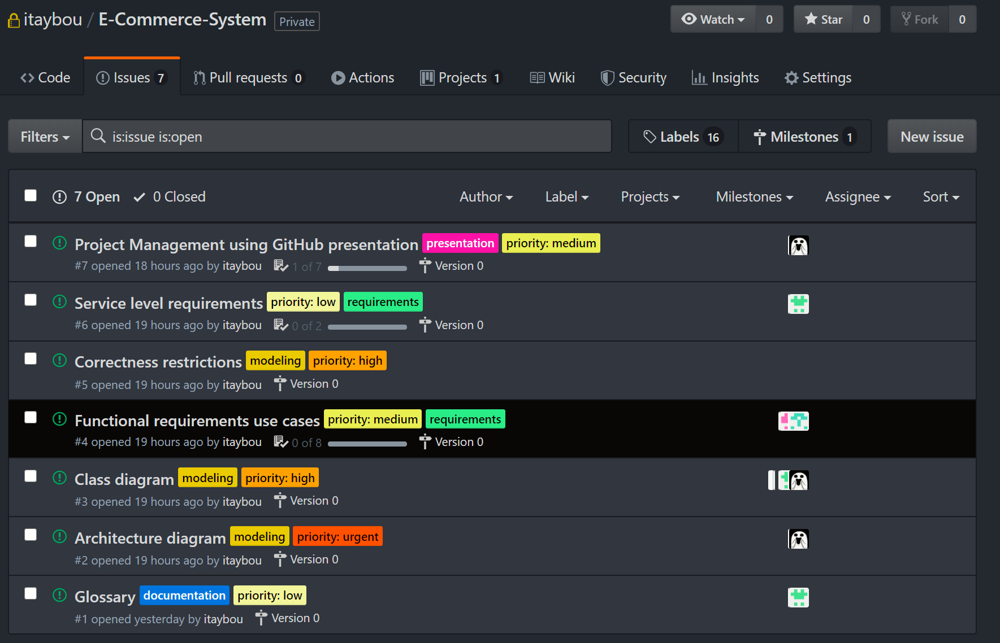 itaybou / E-Commerce-System Private Watch 0 Star 0 Fork 0
Code Issues 7 Pull requests 0 Actions Projects 1 Wiki Security Insights Settings
Filters is:issue is:open Labels 16 Milestones 1 New issue
7 Open 0 Closed Author Label Projects Milestones Assignee Sort
Project Management using GitHub presentation presentation priority: medium
#7 opened 18 hours ago by itaybou 1 of 7 Version 0
Service level requirements priority: low requirements
#6 opened 19 hours ago by itaybou 0 of 2 Version 0
Correctness restrictions modeling priority: high
#5 opened 19 hours ago by itaybou Version 0
Functional requirements use cases priority: medium requirements
#4 opened 19 hours ago by itaybou 0 of 8 Version 0
Class diagram modeling priority: high
#3 opened 19 hours ago by itaybou Version 0
Architecture diagram modeling priority: urgent
#2 opened 19 hours ago by itaybou Version 0
Glossary documentation priority: low
#1 opened yesterday by itaybou Version 0